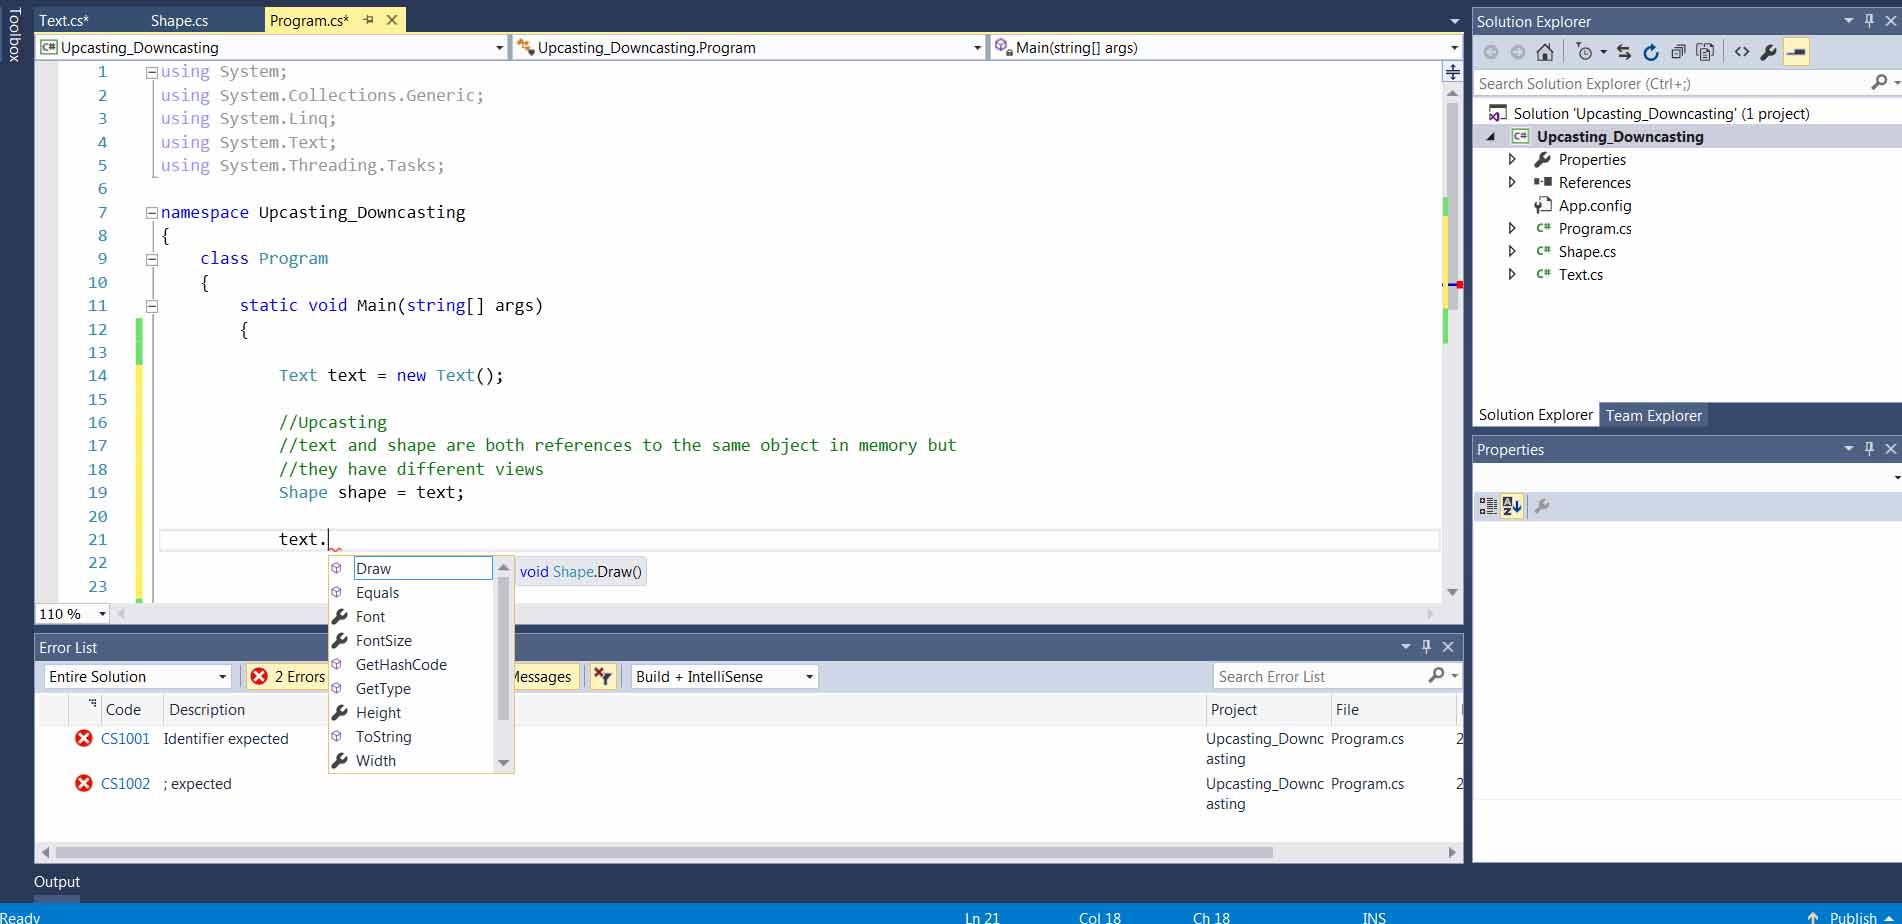 Toolbox
Text.cs*
Shape.cs
Program.cs*
C# Upcasting_Downcasting
Upcasting_Downcasting.Program
Main(string[] args)
1 using System;
2 using System.Collections.Generic;
3 using System.Linq;
4 using System.Text;
5 using System.Threading.Tasks;
6
7 namespace Upcasting_Downcasting
8 {
9 class Program
10 {
11 static void Main(string[] args)
12 {
13
14 Text text = new Text();
15
16 //Upcasting
17 //text and shape are both references to the same object in memory but
18 //they have different views
19 Shape shape = text;
20
21 text.
22
23
Draw
Equals
Font
FontSize
GetHashCode
GetType
Height
ToString
Width
void Shape.Draw()
110 %
Error List
Entire Solution
2 Errors
Messages
Build + IntelliSense
Search Error List
Code
Description
Project
File
CS1001 Identifier expected
Upcasting_Downc
asting
Program.cs
2
CS1002 ; expected
Upcasting_Downc
asting
Program.cs
2
Output
Ready
Ln 21
Col 18
Ch 18
INS
Publish
Solution Explorer
Search Solution Explorer (Ctrl+;)
Solution 'Upcasting_Downcasting' (1 project)
C# Upcasting_Downcasting
Properties
References
App.config
C# Program.cs
C# Shape.cs
C# Text.cs
Solution Explorer
Team Explorer
Properties